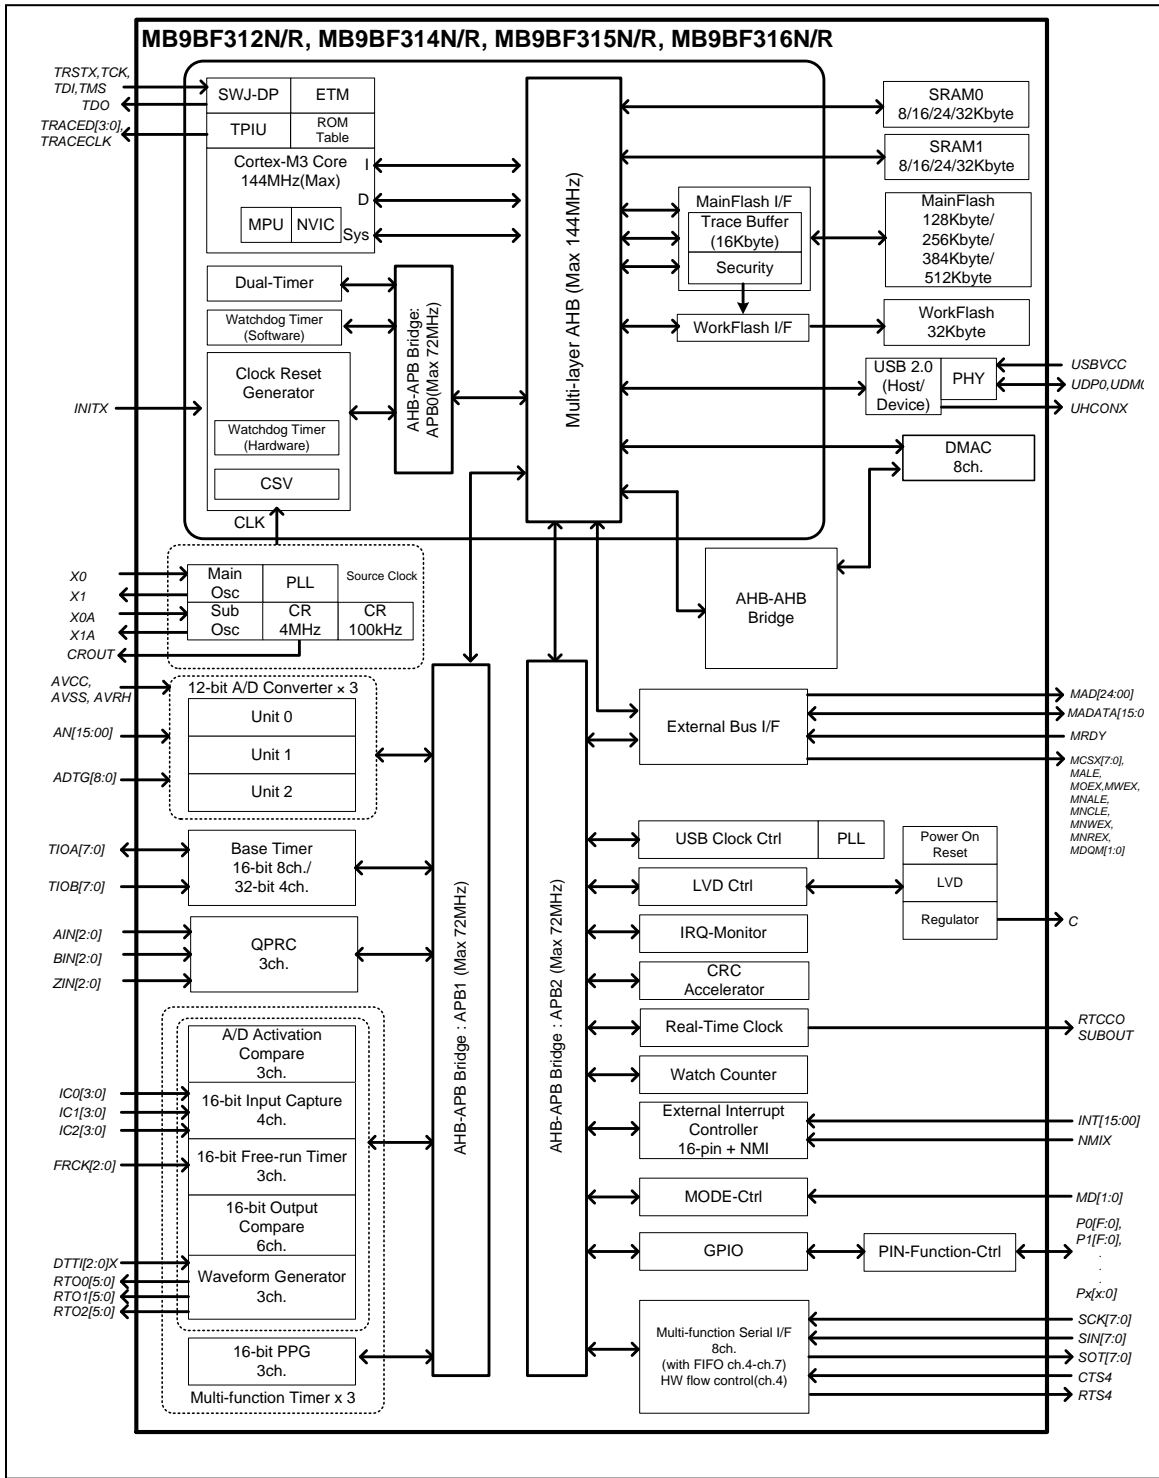 MB9BF312N/R, MB9BF314N/R, MB9BF315N/R, MB9BF316N/R
TRSTX,TCK,
TDI,TMS
TDO
TRACED[3:0],
TRACECLK
SWJ-DP
ETM
TPIU
ROM
Table
Cortex-M3 Core
144MHz(Max)
I
D
Sys
MPU
NVIC
Dual-Timer
Watchdog Timer
(Software)
Clock Reset
Generator
Watchdog Timer
(Hardware)
CSV
CLK
INITX
AHB-APB Bridge:
APB0(Max 72MHz)
Multi-layer AHB (Max 144MHz)
MainFlash I/F
Trace Buffer
(16Kbyte)
Security
WorkFlash I/F
SRAM0
8/16/24/32Kbyte
SRAM1
8/16/24/32Kbyte
MainFlash
128Kbyte/
256Kbyte/
384Kbyte/
512Kbyte
WorkFlash
32Kbyte
USB 2.0
(Host/
Device)
PHY
USBVCC
UDP0,UDM0
UHCONX
DMAC
8ch.
AHB-AHB
Bridge
X0
X1
X0A
X1A
CROUT
Main
Osc
PLL
Source Clock
Sub
Osc
CR
4MHz
CR
100kHz
AVCC,
AVSS, AVRH
AN[15:00]
ADTG[8:0]
12-bit A/D Converter × 3
Unit 0
Unit 1
Unit 2
TIOA[7:0]
TIOB[7:0]
Base Timer
16-bit 8ch./
32-bit 4ch.
AIN[2:0]
BIN[2:0]
ZIN[2:0]
QPRC
3ch.
A/D Activation
Compare
3ch.
IC0[3:0]
IC1[3:0]
IC2[3:0]
16-bit Input Capture
4ch.
FRCK[2:0]
16-bit Free-run Timer
3ch.
16-bit Output
Compare
6ch.
DTTI[2:0]X
RTO0[5:0]
RTO1[5:0]
RTO2[5:0]
Waveform Generator
3ch.
16-bit PPG
3ch.
Multi-function Timer x 3
AHB-APB Bridge : APB1 (Max 72MHz)
AHB-APB Bridge : APB2 (Max 72MHz)
External Bus I/F
MAD[24:00]
MADATA[15:0
MRDY
MCSX[7:0],
MALE,
MOEX,MWEX,
MNALE,
MNCLE,
MNWEX,
MNREX,
MDQM[1:0]
USB Clock Ctrl
PLL
LVD Ctrl
Power On
Reset
LVD
Regulator
C
IRQ-Monitor
CRC
Accelerator
Real-Time Clock
RTCCO
SUBOUT
Watch Counter
External Interrupt
Controller
16-pin + NMI
INT[15:00]
NMIX
MODE-Ctrl
MD[1:0]
GPIO
PIN-Function-Ctrl
P0[F:0],
P1[F:0],
.
.
.
Px[x:0]
Multi-function Serial I/F
8ch.
(with FIFO ch.4-ch.7)
HW flow control(ch.4)
SCK[7:0]
SIN[7:0]
SOT[7:0]
CTS4
RTS4